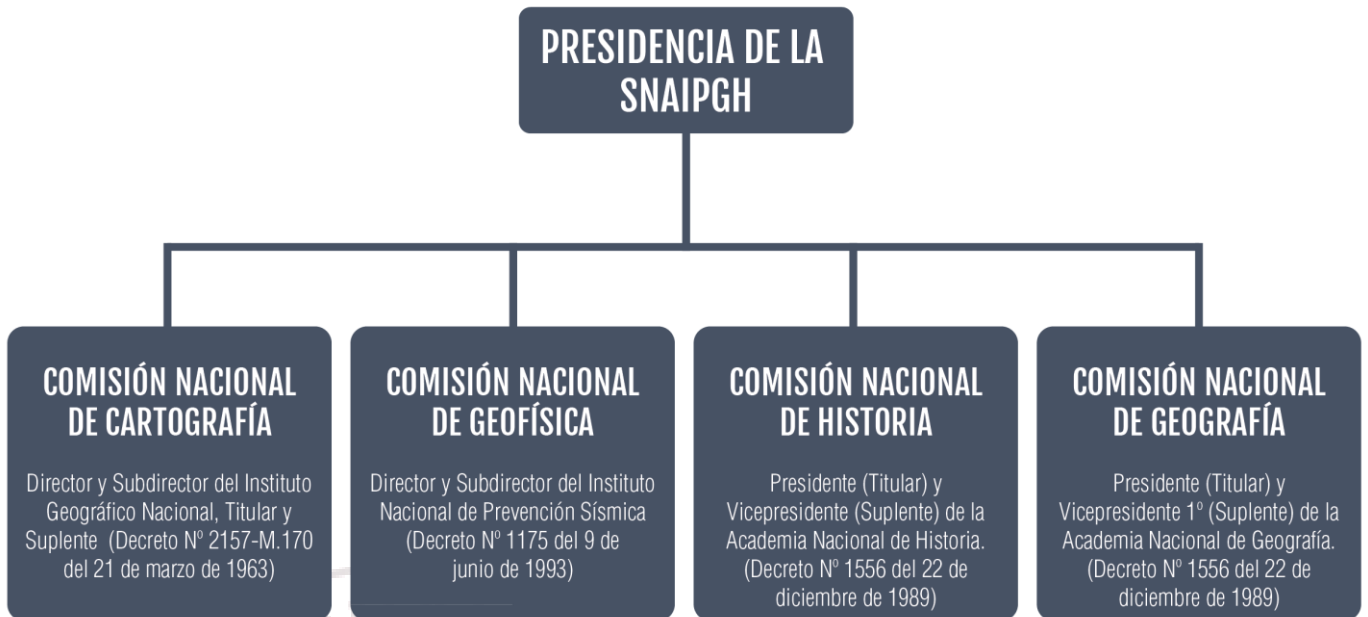 PRESIDENCIA DE LA
SNAIPGH
COMISIÓN NACIONAL
DE CARTOGRAFÍA
Director y Subdirector del Instituto
Geográfico Nacional, Titular y
Suplente (Decreto Nº 2157-M.170
del 21 de marzo de 1963)
COMISIÓN NACIONAL
DE GEOFÍSICA
Director y Subdirector del Instituto
Nacional de Prevención Sísmica
(Decreto Nº 1175 del 9 de
junio de 1993)
COMISIÓN NACIONAL
DE HISTORIA
Presidente (Titular) y
Vicepresidente (Suplente) de la
Academia Nacional de Historia.
(Decreto Nº 1556 del 22 de
diciembre de 1989)
COMISIÓN NACIONAL
DE GEOGRAFÍA
Presidente (Titular) y
Vicepresidente 1º (Suplente) de la
Academia Nacional de Geografía.
(Decreto Nº 1556 del 22 de
diciembre de 1989)